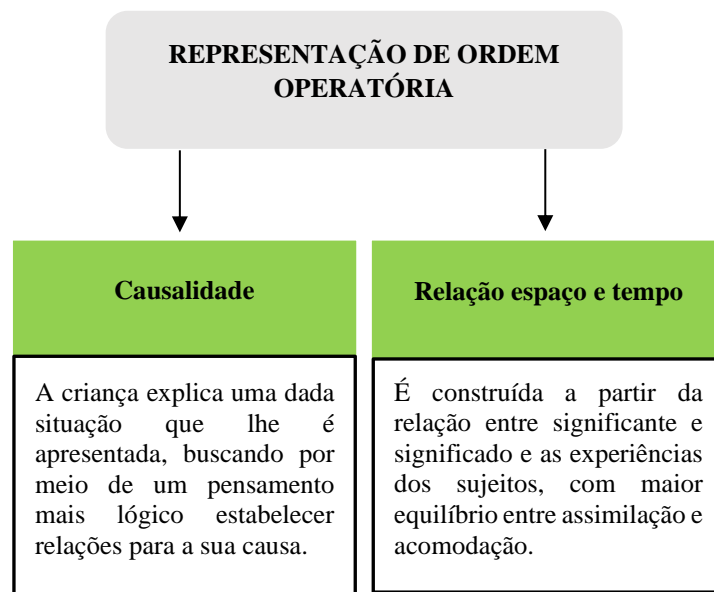 REPRESENTAÇÃO DE ORDEM
OPERATÓRIA
Causalidade
A criança explica uma dada
situação que lhe é
apresentada, buscando por
meio de um pensamento
mais lógico estabelecer
relações para a sua causa.
Relação espaço e tempo
É construída a partir da
relação entre significante e
significado e as experiências
dos sujeitos, com maior
equilíbrio entre assimilação e
acomodação.